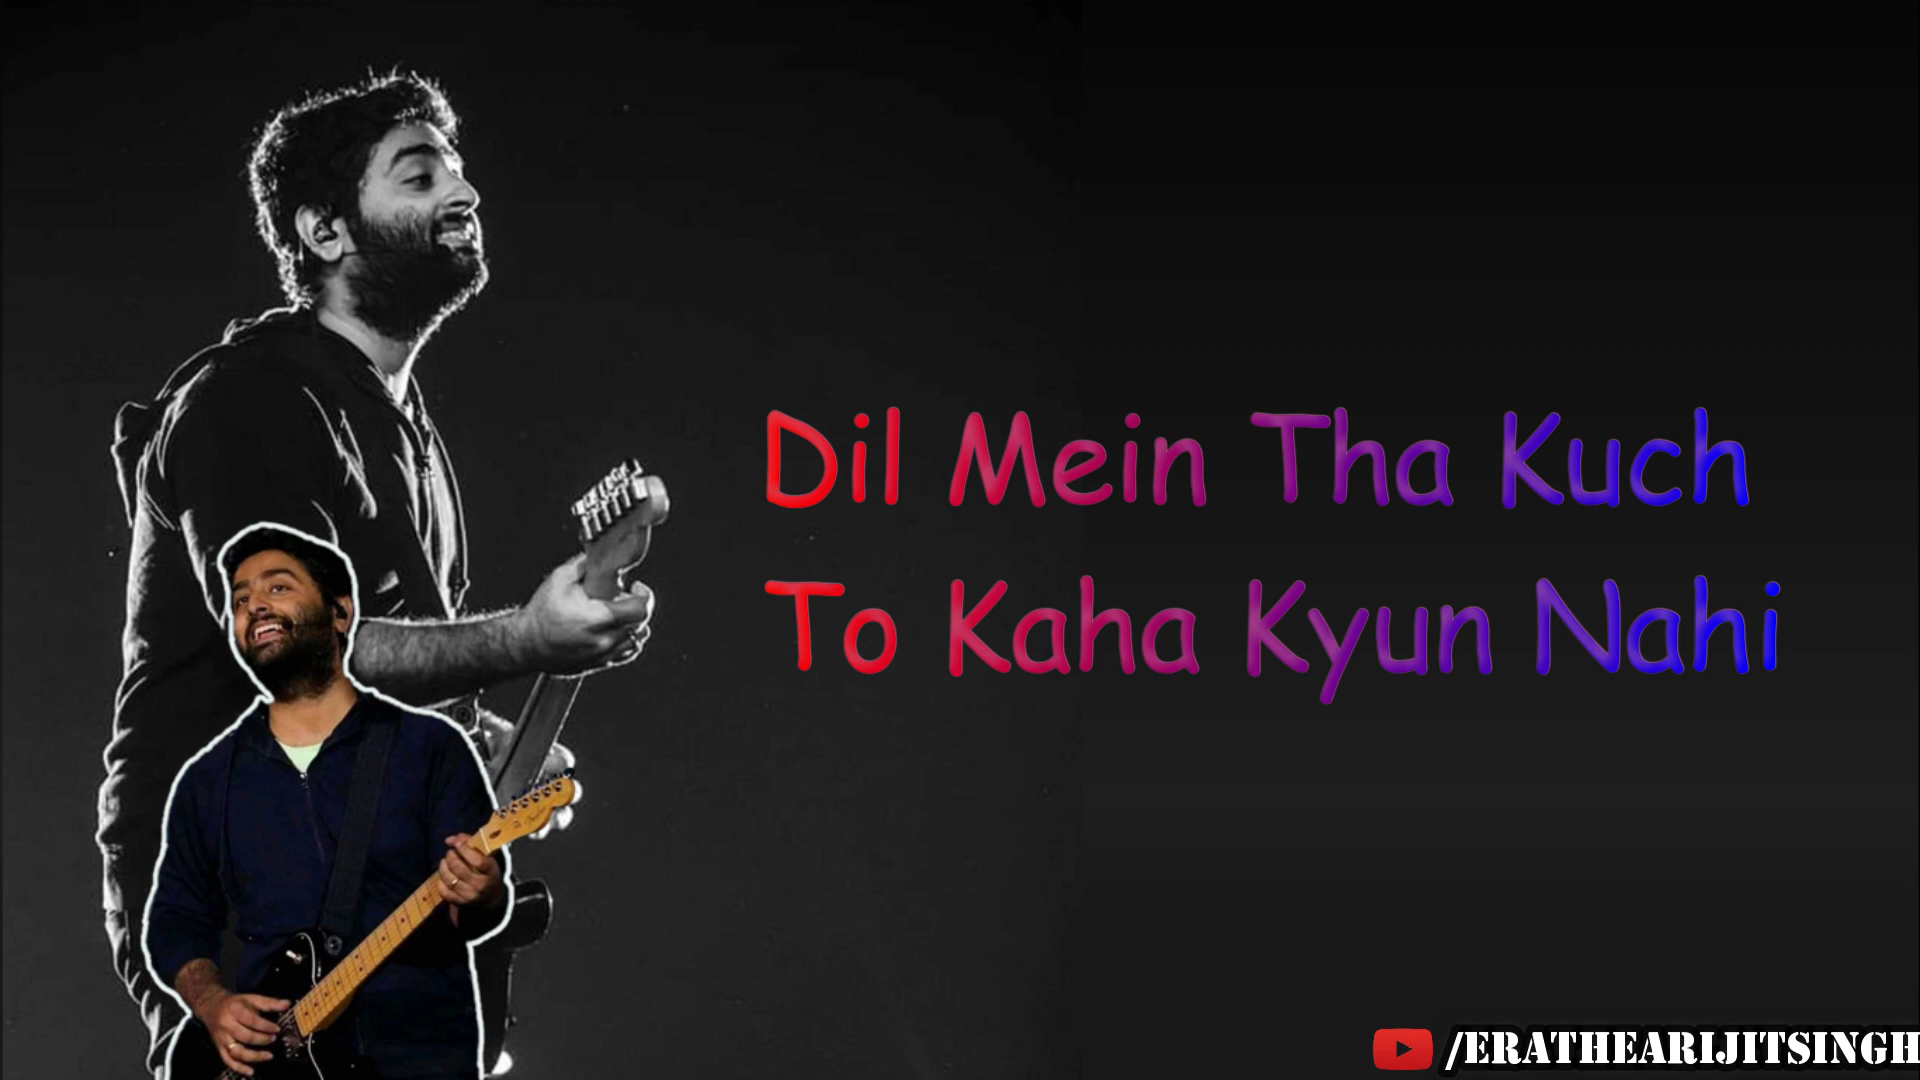 Dil Mein Tha Kuch
To Kaha Kyun Nahi
/ERATHEARIJITSINGH